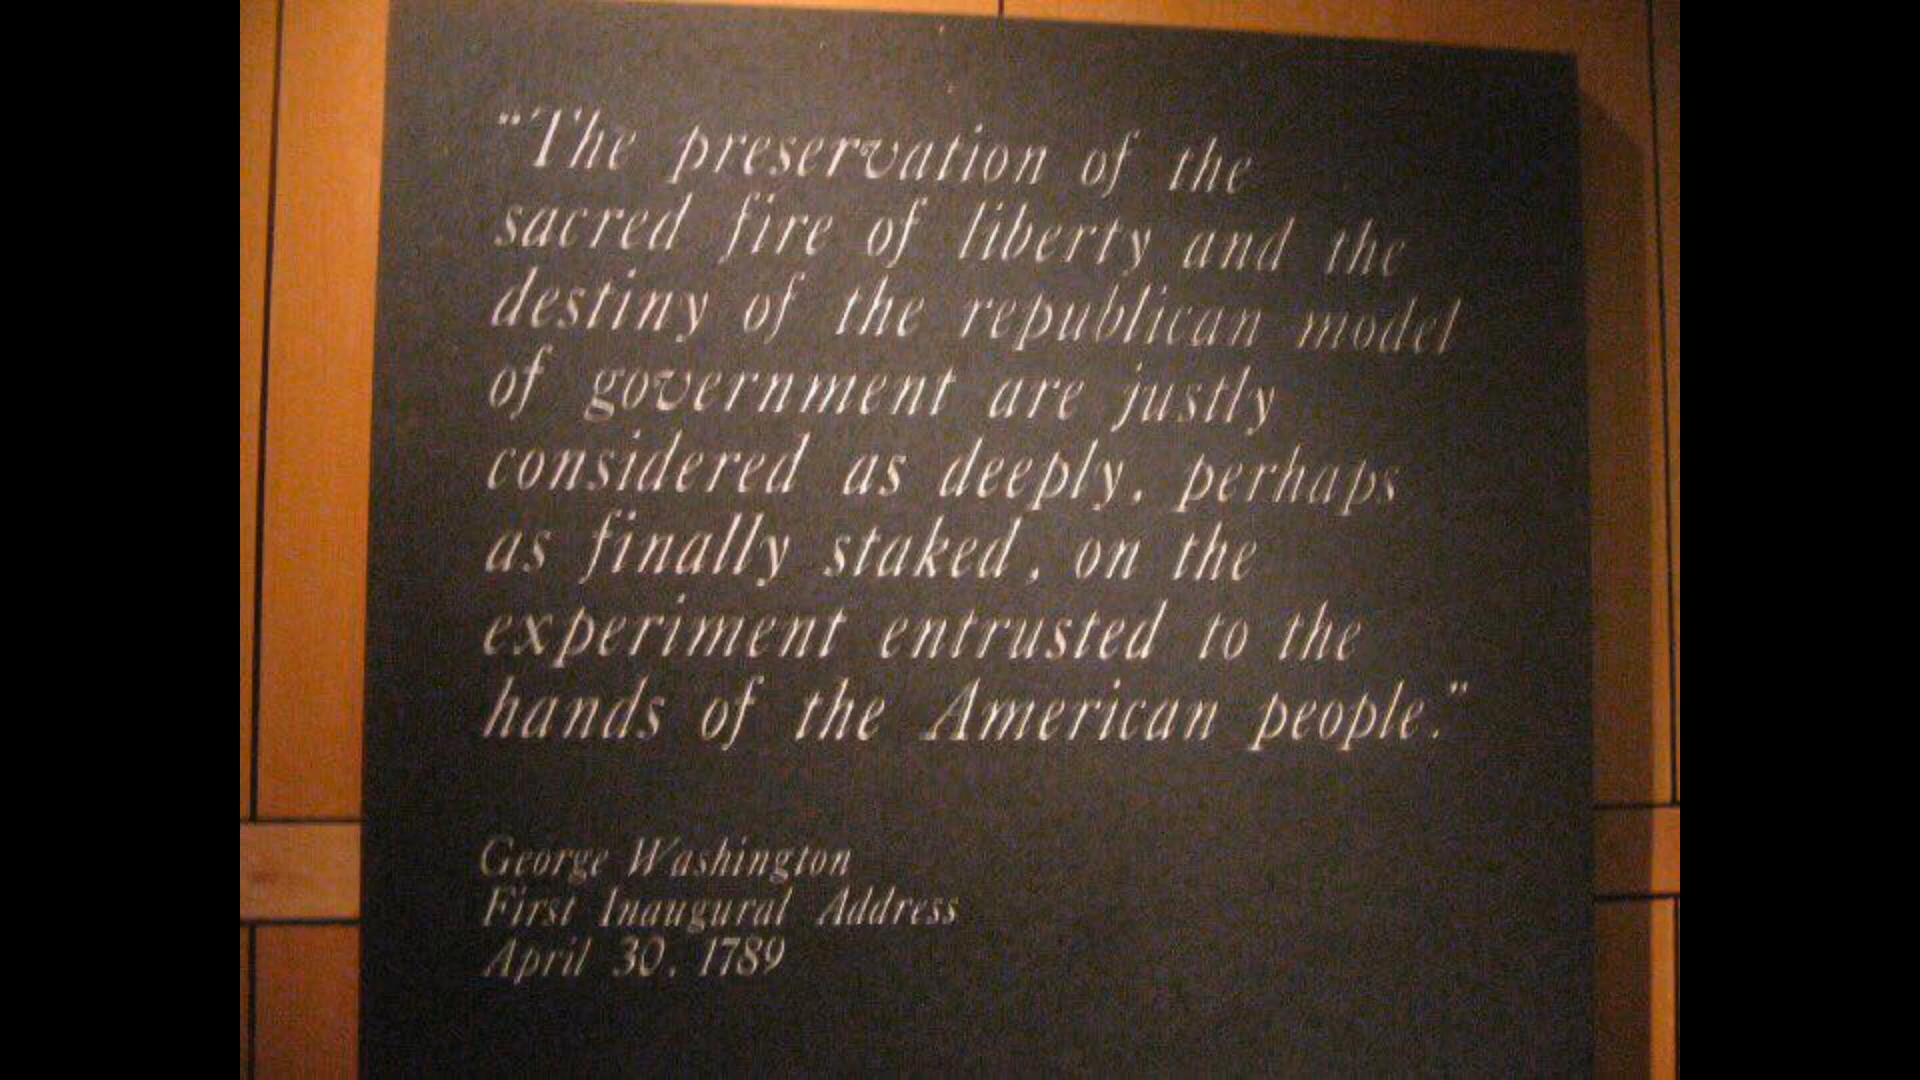 "The preservation of the
sacred fire of liberty and the
destiny of the republican model
of government are justly
considered as deeply, perhaps
as finally staked, on the
experiment entrusted to the
hands of the American people."
George Washington
First Inaugural Address
April 30, 1789